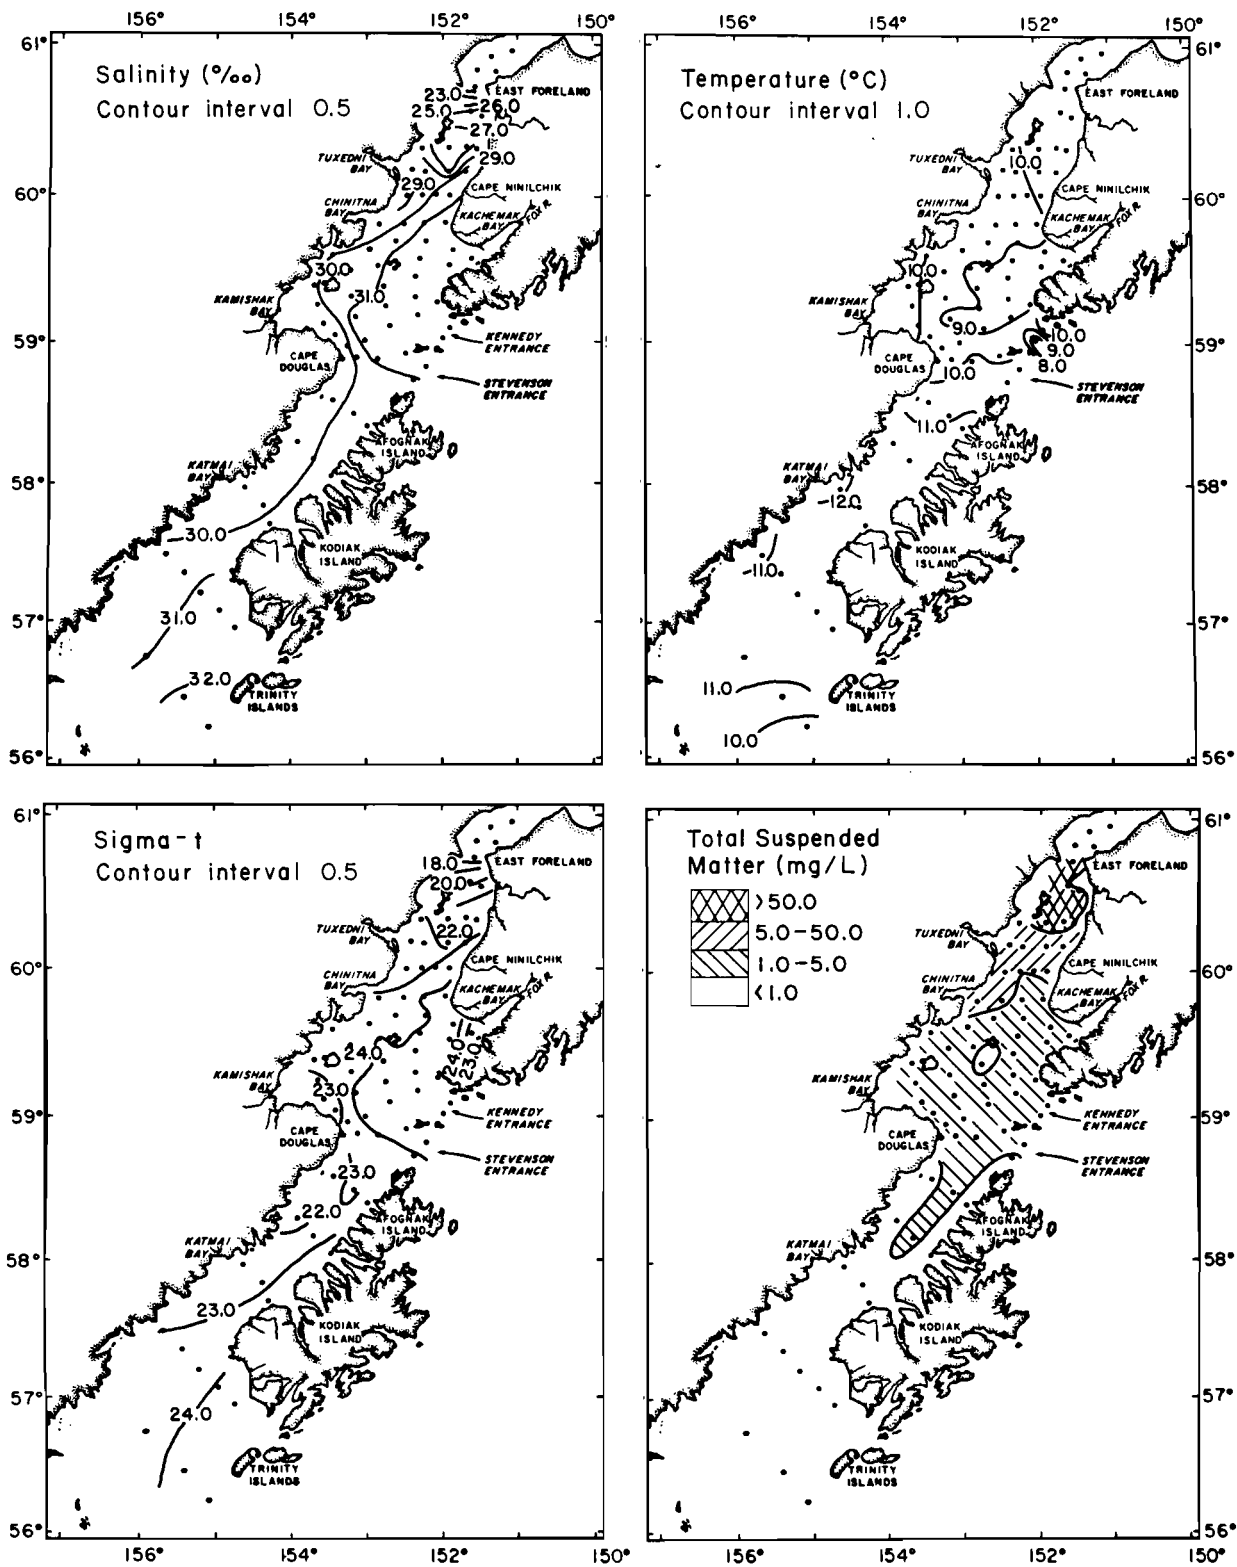 156° 154° 152° 150°
61°
60°
59°
58°
57°
56°
Salinity (°/oo)
Contour interval 0.5
23.0
EAST FORELAND
25.0 26.0
27.0
29.0
TUXEDNI
BAY
29.0
CAPE NINILCHIK
CHINITNA
BAY
KACHEMAK
BAY
FOX R.
30.0
31.0
KAMISHAK
BAY
KENNEDY
ENTRANCE
CAPE
DOUGLAS
STEVENSON
ENTRANCE
AFOGNAK
ISLAND
KATMAI
BAY
30.0
KODIAK
ISLAND
31.0
32.0
TRINITY
ISLANDS
156° 154° 152° 150°
61°
60°
59°
58°
57°
56°
Temperature (°C)
Contour interval 1.0
EAST FORELAND
TUXEDNI
BAY
10.0
CAPE NINILCHIK
CHINITNA
BAY
KACHEMAK
BAY
FOX R.
10.0
KAMISHAK
BAY
9.0
10.0
9.0
8.0
CAPE
DOUGLAS
10.0
STEVENSON
ENTRANCE
11.0
AFOGNAK
ISLAND
KATMAI
BAY
12.0
KODIAK
ISLAND
11.0
11.0
TRINITY
ISLANDS
10.0
61°
60°
59°
58°
57°
56°
Sigma-t
Contour interval 0.5
18.0
EAST FORELAND
20.0
TUXEDNI
BAY
22.0
CAPE NINILCHIK
CHINITNA
BAY
KACHEMAK
BAY
FOX R.
24.0
24.0
23.0
KAMISHAK
BAY
23.0
KENNEDY
ENTRANCE
CAPE
DOUGLAS
STEVENSON
ENTRANCE
23.0
22.0
AFOGNAK
ISLAND
KATMAI
BAY
23.0
KODIAK
ISLAND
24.0
TRINITY
ISLANDS
156° 154° 152° 150°
61°
60°
59°
58°
57°
56°
Total Suspended
Matter (mg/L)
>50.0
5.0-50.0
1.0-5.0
<1.0
EAST FORELAND
TUXEDNI
BAY
CAPE NINILCHIK
CHINITNA
BAY
KACHEMAK
BAY
FOX R.
KAMISHAK
BAY
KENNEDY
ENTRANCE
CAPE
DOUGLAS
STEVENSON
ENTRANCE
AFOGNAK
ISLAND
KATMAI
BAY
KODIAK
ISLAND
TRINITY
ISLANDS
156° 154° 152° 150°